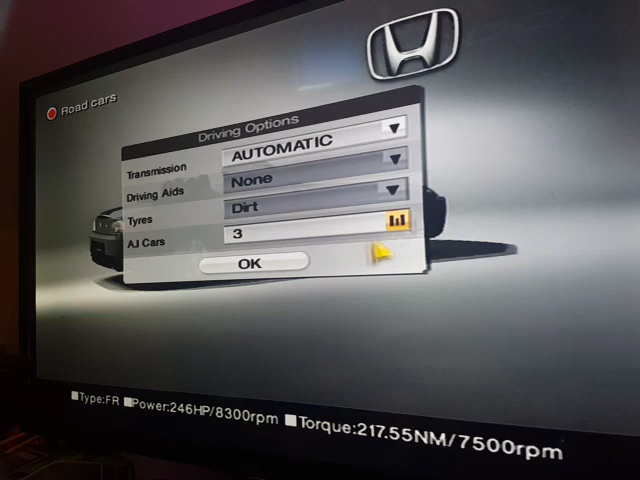 Road cars
Driving Options
Transmission AUTOMATIC
Driving Aids None
Tyres Dirt
A.I Cars 3
OK
■Type:FR ■Power:246HP/8300rpm ■Torque:217.55NM/7500rpm